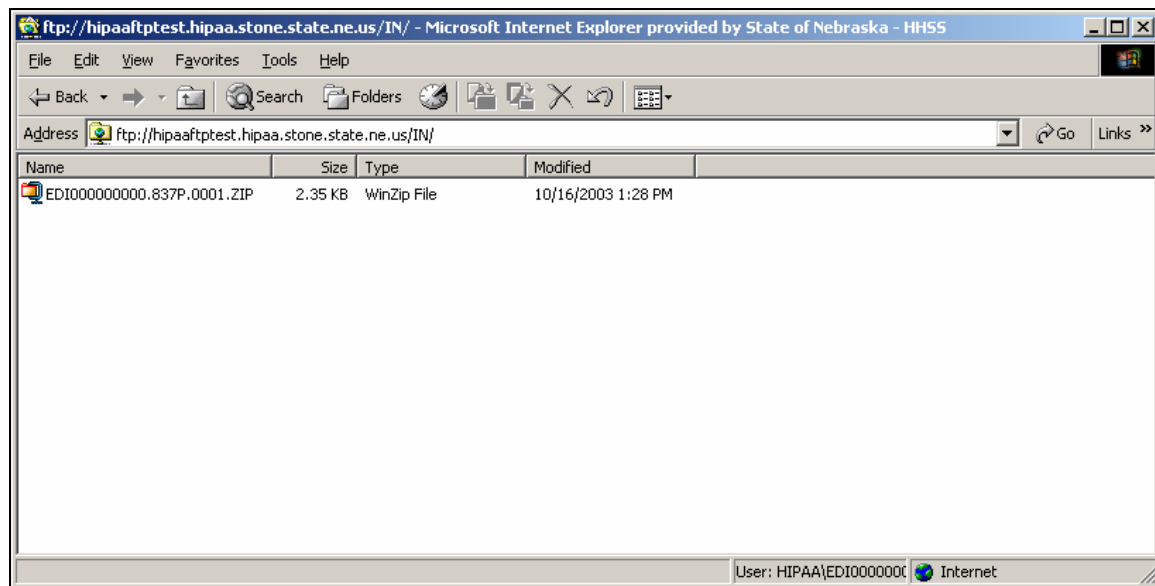 ftp://hipaaftptest.hipaa.stone.state.ne.us/IN/ - Microsoft Internet Explorer provided by State of Nebraska - HHSS
File Edit View Favorites Tools Help
Back Search Folders
Address ftp://hipaaftptest.hipaa.stone.state.ne.us/IN/ Go Links »
Name Size Type Modified
EDI000000000.837P.0001.ZIP 2.35 KB WinZip File 10/16/2003 1:28 PM
User: HIPAA\EDI0000000 Internet